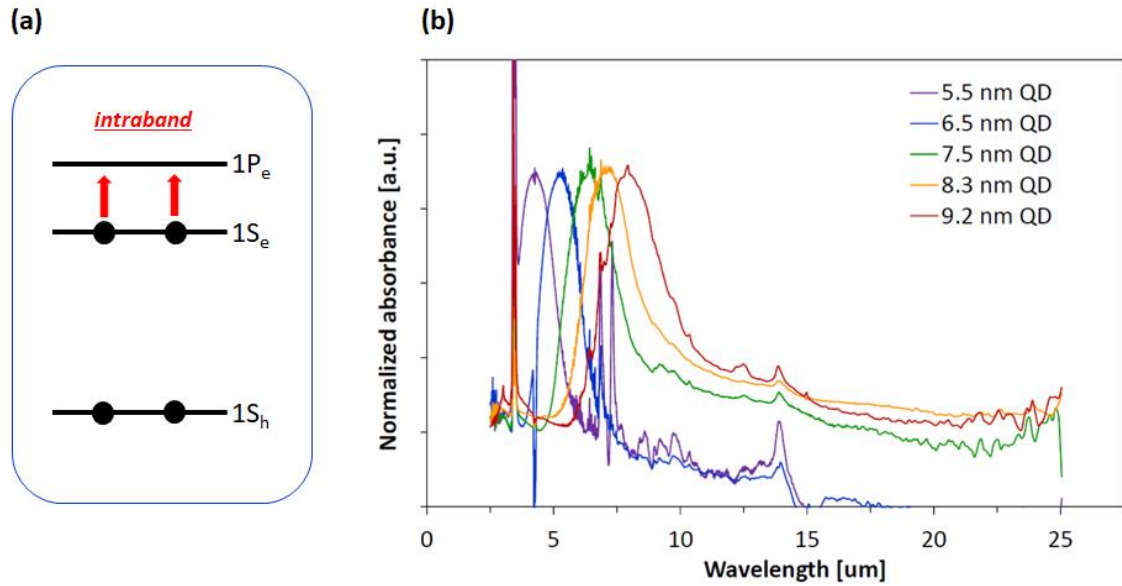 (a)
intraband
1Pe
1Se
1Sh
(b)
Normalized absorbance [a.u.]
5.5 nm QD
6.5 nm QD
7.5 nm QD
8.3 nm QD
9.2 nm QD
0 5 10 15 20 25
Wavelength [um]